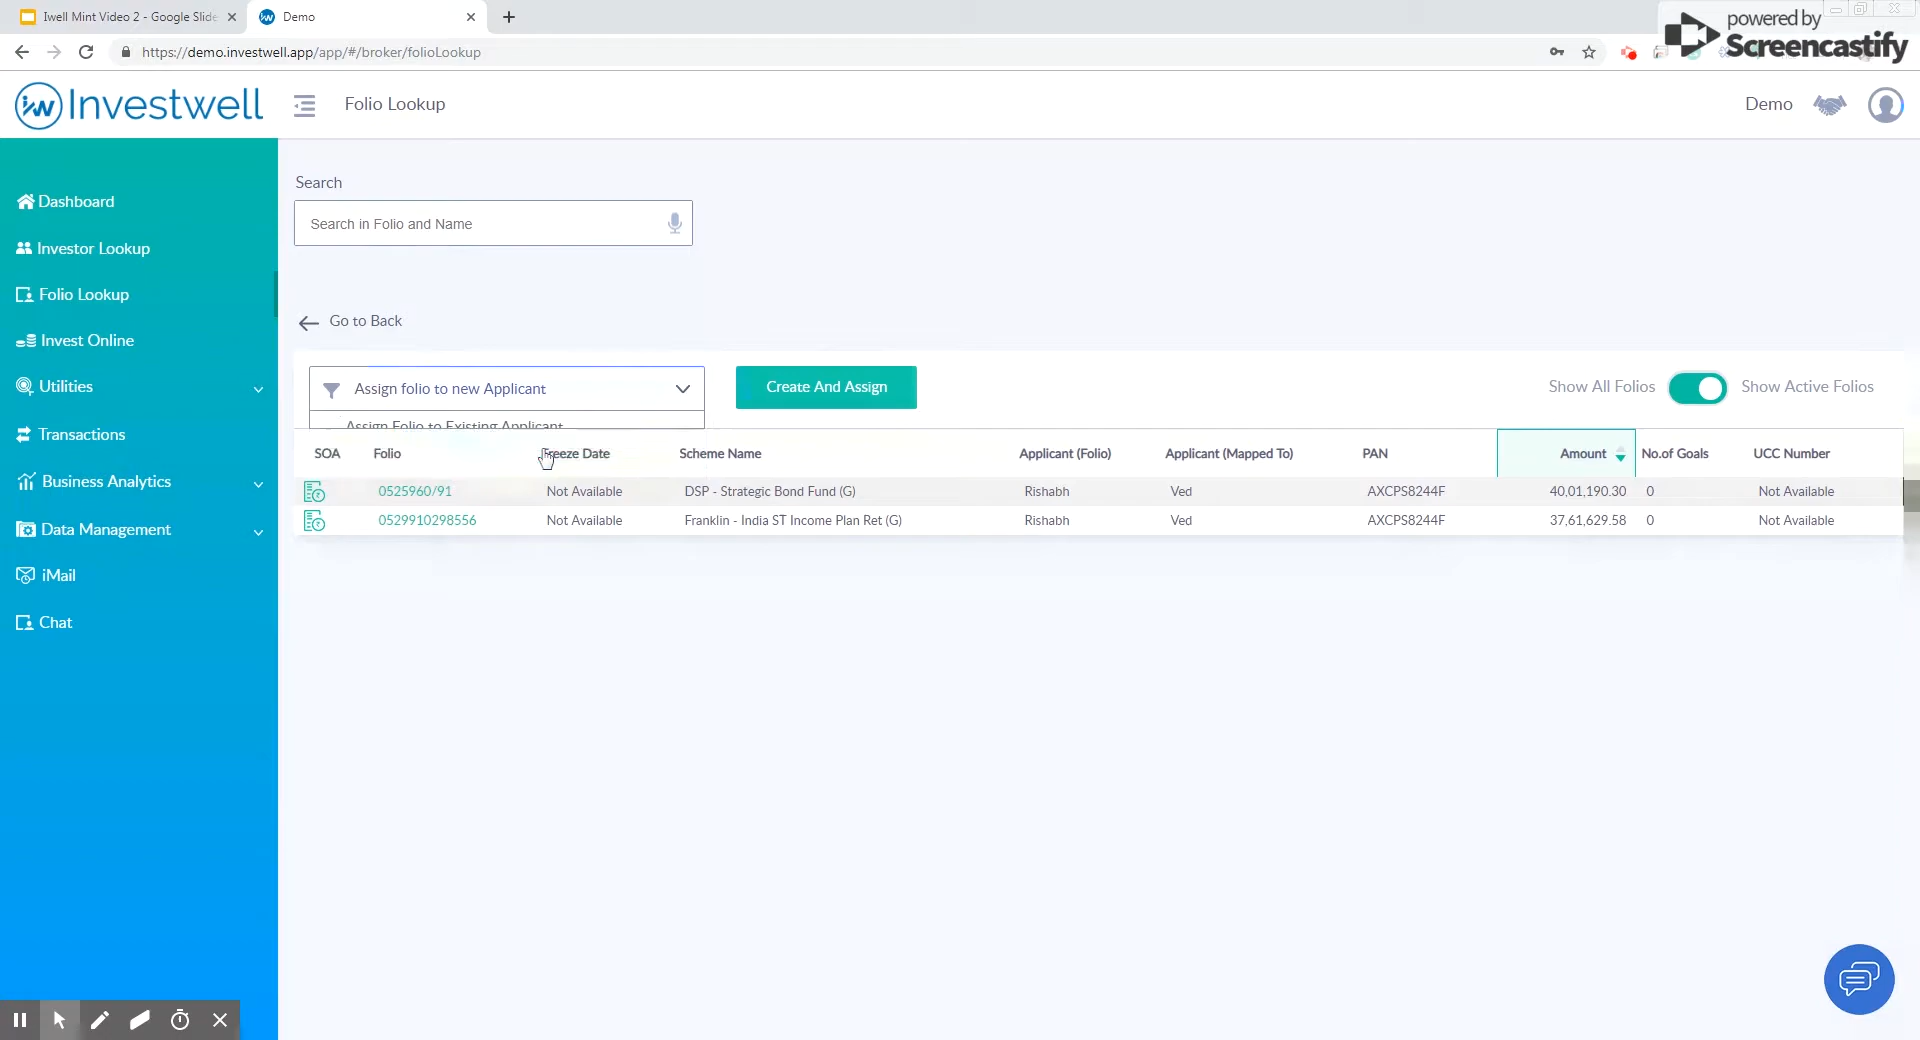 Iwell Mint Video 2 - Google Slide
Demo
powered by
Screencastify
https://demo.investwell.app/app/#/broker/folioLookup
iw Investwell
Folio Lookup
Demo
Dashboard
Investor Lookup
Folio Lookup
Invest Online
Utilities
Transactions
Business Analytics
Data Management
iMail
Chat
Search
Search in Folio and Name
Go to Back
Assign folio to new Applicant
Create And Assign
Show All Folios
Show Active Folios
Assign Folio to Existing Applicant
SOA Folio Freeze Date Scheme Name Applicant (Folio) Applicant (Mapped To) PAN Amount No.of Goals UCC Number
0525960/91 Not Available DSP - Strategic Bond Fund (G) Rishabh Ved AXCPS8244F 40,01,190.30 0 Not Available
0529910298556 Not Available Franklin - India ST Income Plan Ret (G) Rishabh Ved AXCPS8244F 37,61,629.58 0 Not Available